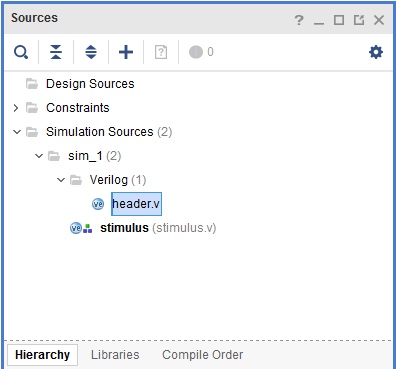 Sources
? _
0
Design Sources
Constraints
Simulation Sources (2)
sim_1 (2)
Verilog (1)
ve header.v
ve stimulus (stimulus.v)
Hierarchy Libraries Compile Order